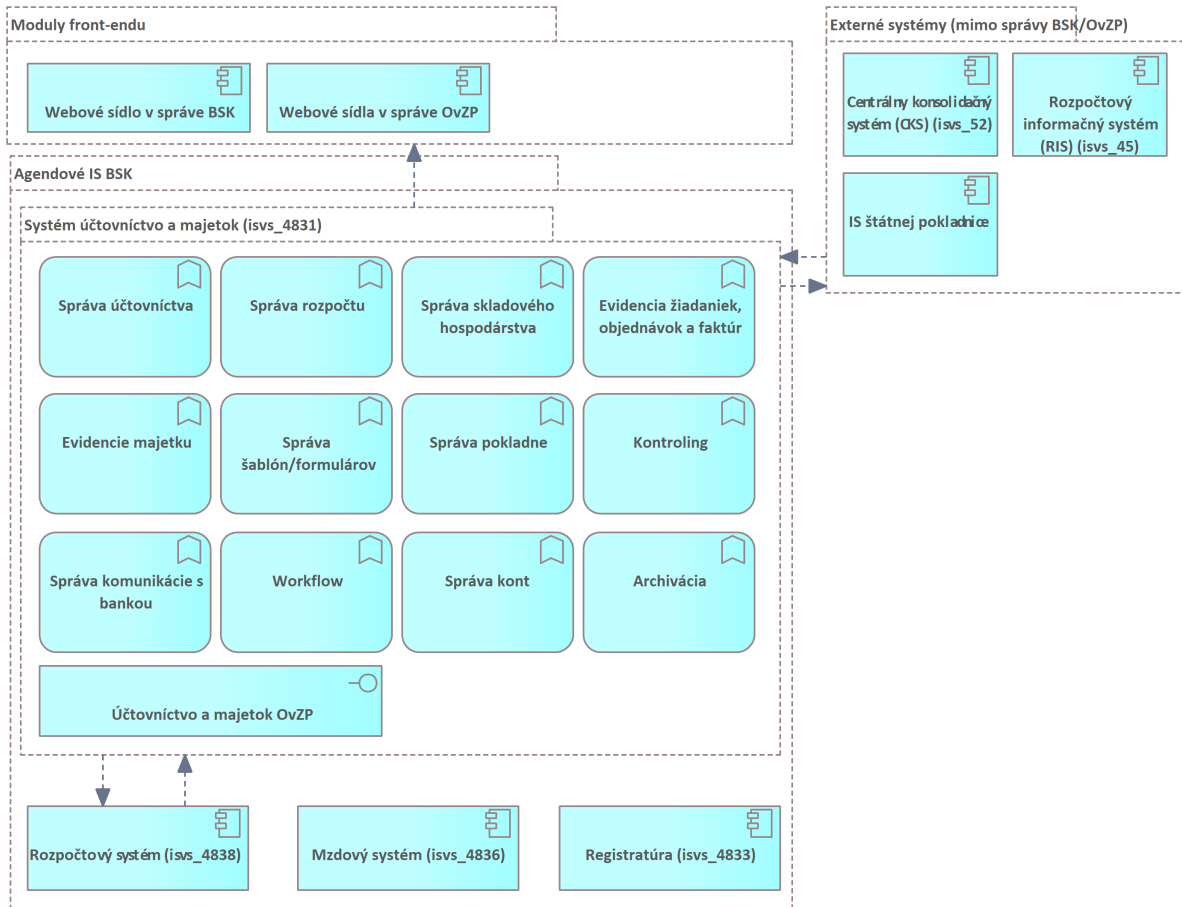 Moduly front-endu
Webové sídlo v správe BSK
Webové sídla v správe OvZP
Externé systémy (mimo správy BSK/OvZP)
Centrálny konsolidačný
systém (CKS) (isvs_52)
Rozpočtový
informačný systém
(RIS) (isvs_45)
IS štátnej pokladnice
Agendové IS BSK
Systém účtovníctvo a majetok (isvs_4831)
Správa účtovníctva
Správa rozpočtu
Správa skladového
hospodárstva
Evidencia žiadaniek,
objednávok a faktúr
Evidencie majetku
Správa
šablón/formulárov
Správa pokladne
Kontroling
Správa komunikácie s
bankou
Workflow
Správa kont
Archivácia
Účtovníctvo a majetok OvZP
Rozpočtový systém (isvs_4838)
Mzdový systém (isvs_4836)
Registratúra (isvs_4833)